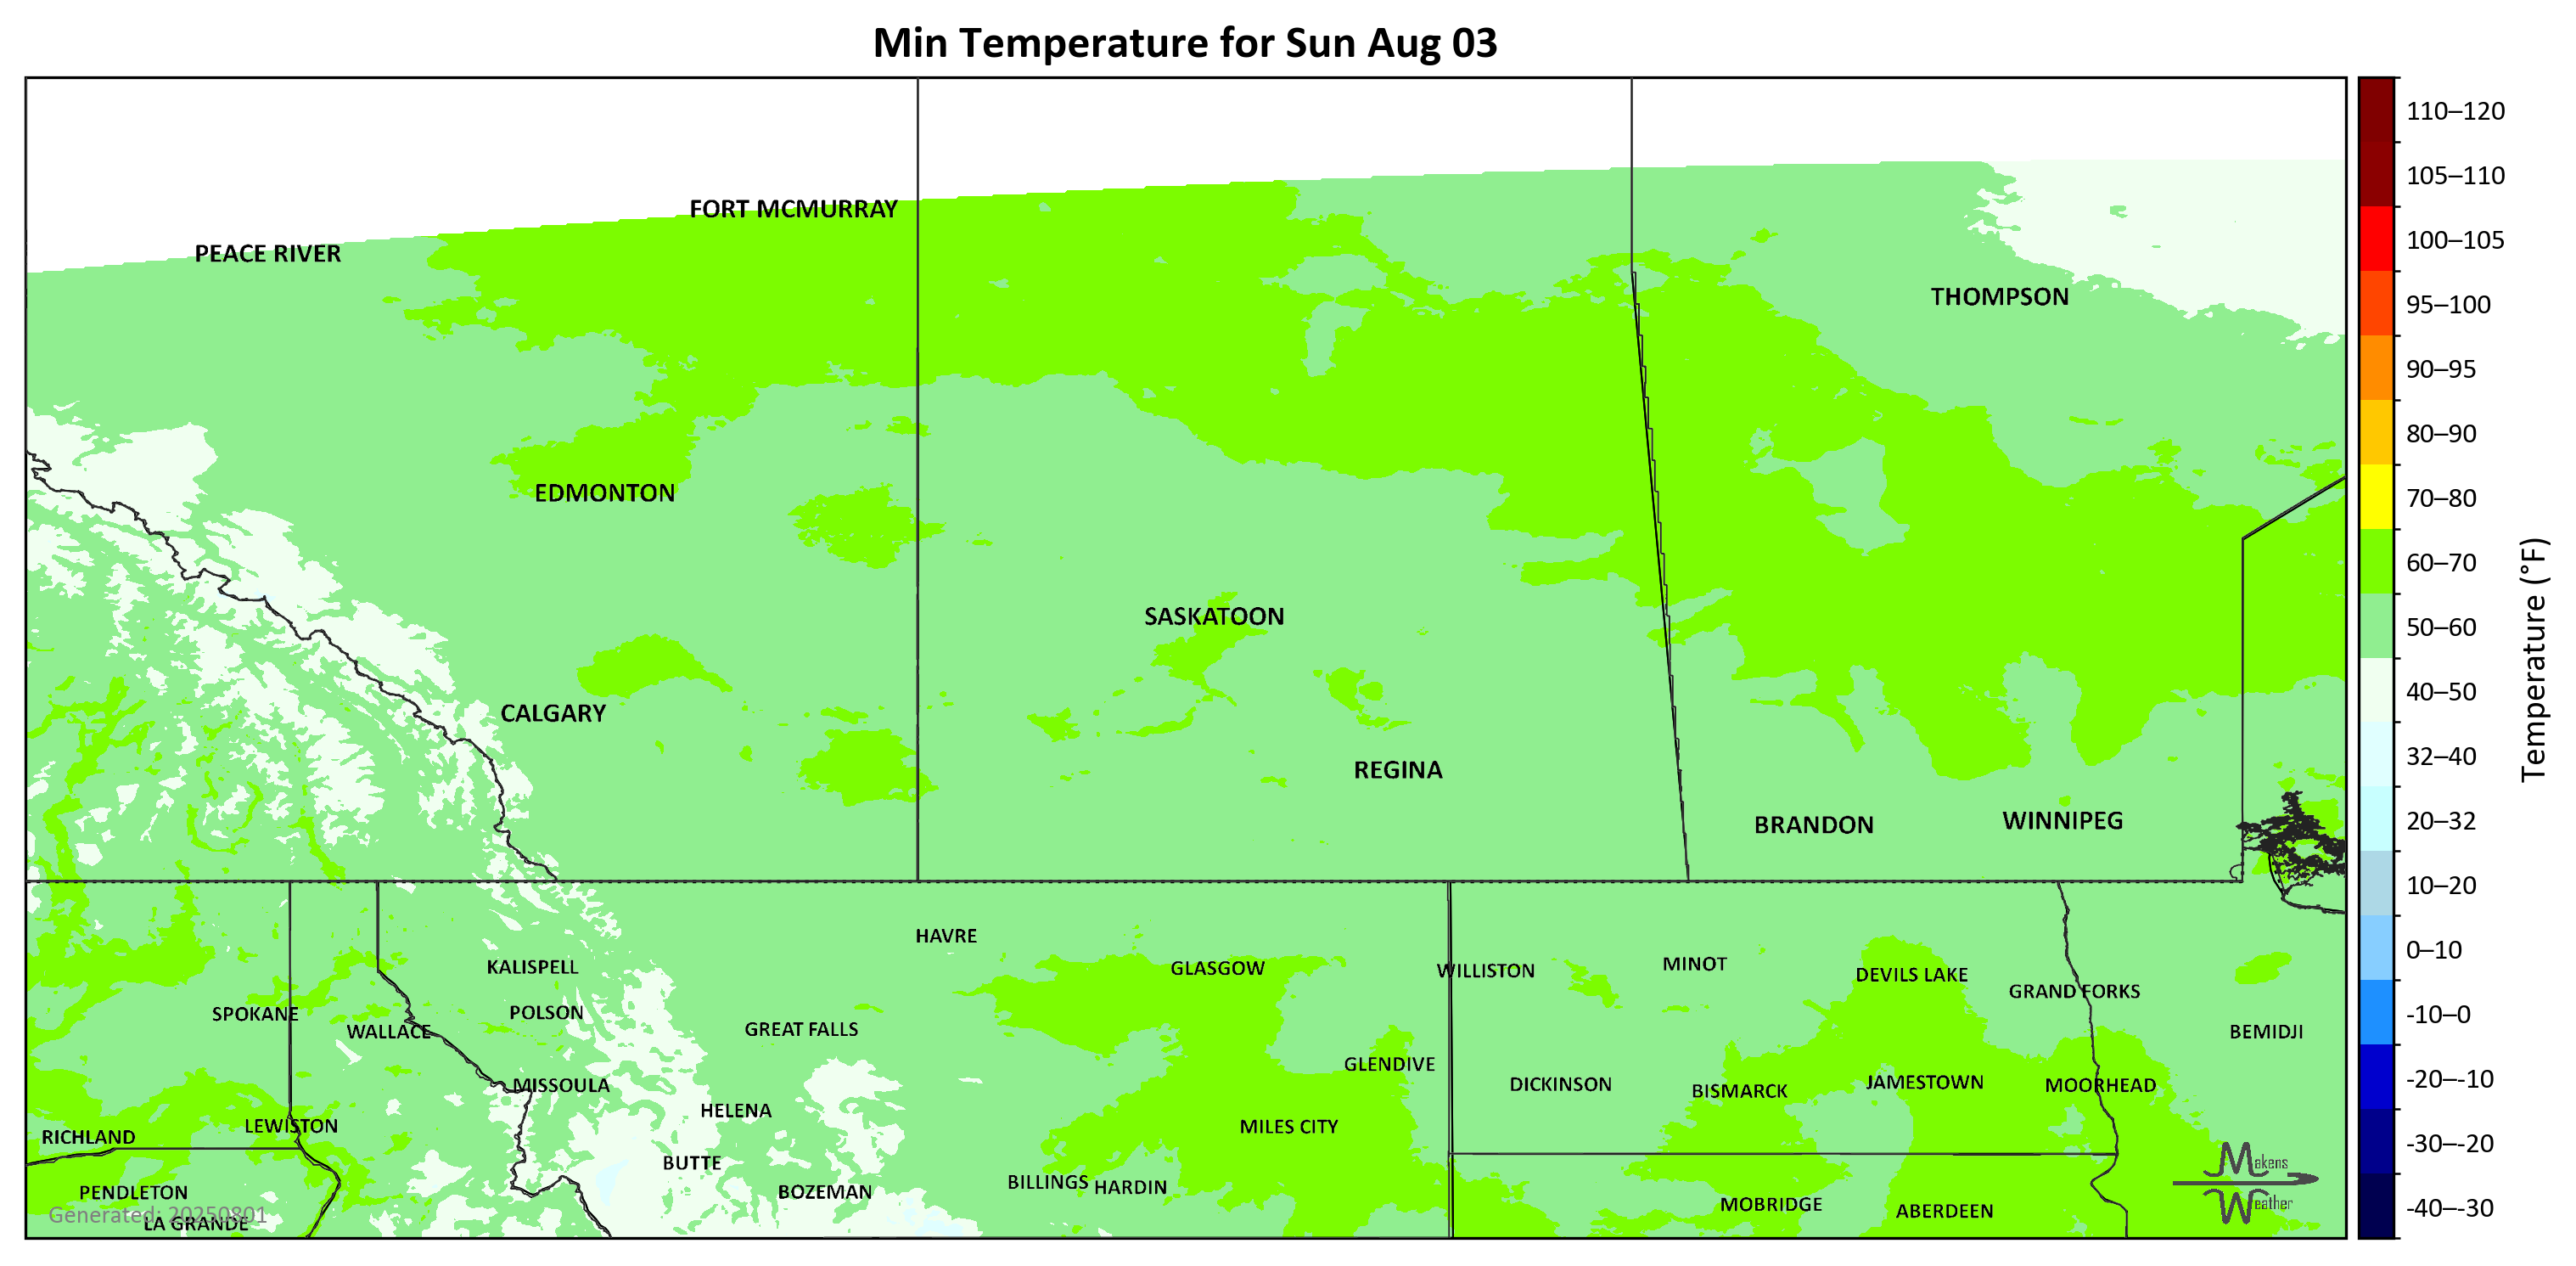 Min Temperature for Sun Aug 03
FORT MCMURRAY
PEACE RIVER
THOMPSON
EDMONTON
SASKATOON
CALGARY
REGINA
BRANDON
WINNIPEG
HAVRE
KALISPELL
GLASGOW
WILLISTON
MINOT
DEVILS LAKE
GRAND FORKS
SPOKANE
POLSON
WALLACE
GREAT FALLS
BEMIDJI
GLENDIVE
MISSOULA
DICKINSON
BISMARCK
JAMESTOWN
MOORHEAD
HELENA
LEWISTON
MILES CITY
RICHLAND
BUTTE
BOZEMAN
BILLINGS
HARDIN
PENDLETON
MOBRIDGE
ABERDEEN
Generated: 20250801
LA GRANDE
Makens
Weather
110–120
105–110
100–105
95–100
90–95
80–90
70–80
60–70
50–60
40–50
32–40
20–32
10–20
0–10
-10–0
-20–-10
-30–-20
-40–-30
Temperature (°F)